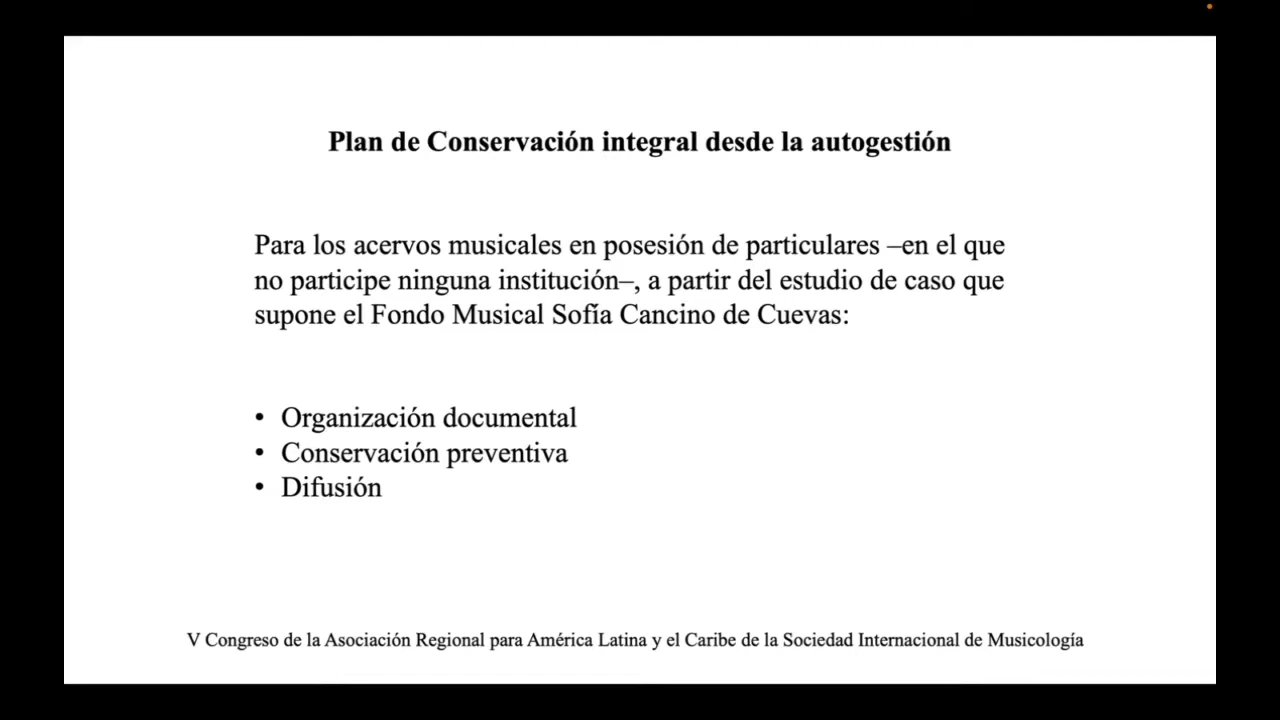 Plan de Conservación integral desde la autogestión
Para los acervos musicales en posesión de particulares –en el que
no participe ninguna institución–, a partir del estudio de caso que
supone el Fondo Musical Sofía Cancino de Cuevas:
• Organización documental
• Conservación preventiva
• Difusión
V Congreso de la Asociación Regional para América Latina y el Caribe de la Sociedad Internacional de Musicología